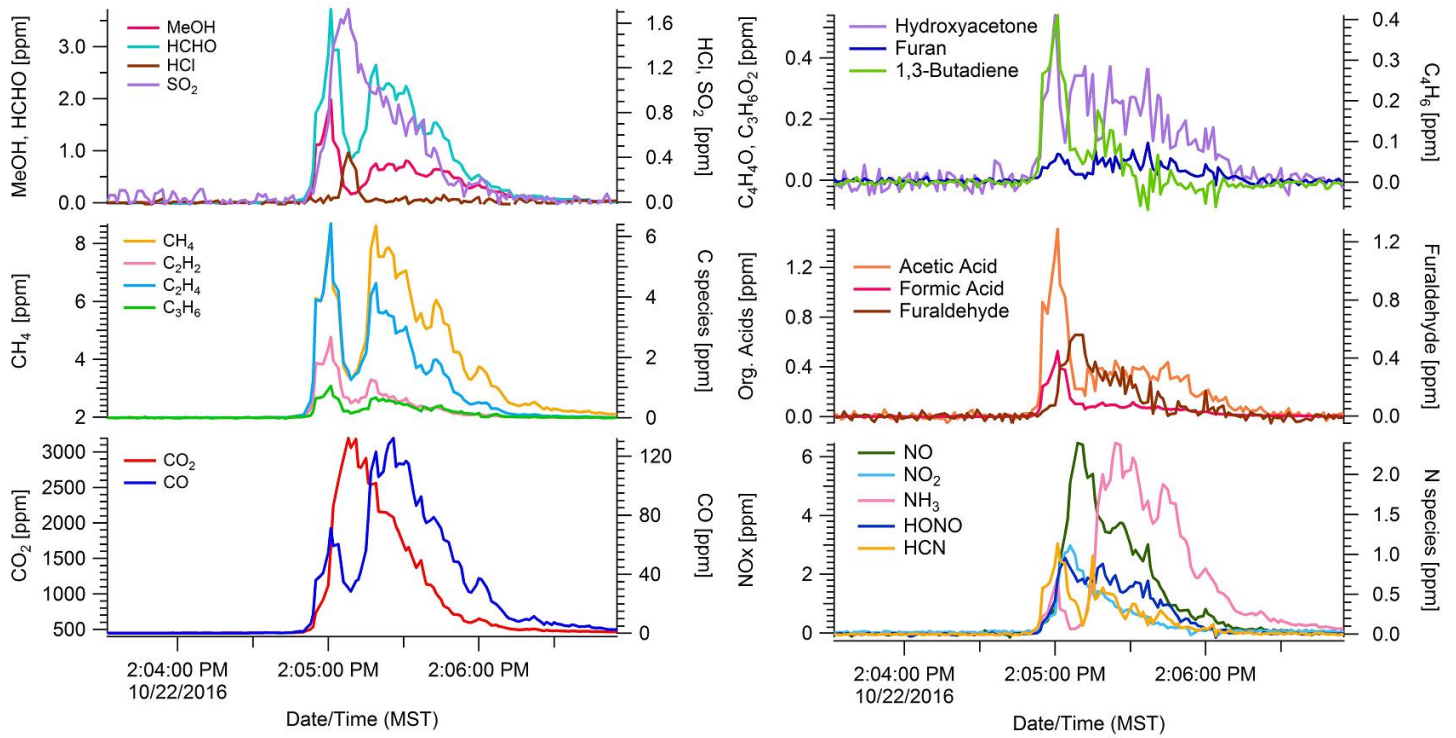 MeOH, HCHO [ppm]
3.0
2.0
1.0
0.0
MeOH
HCHO
HCl
SO2
1.6
1.2
0.8
0.4
0.0
HCl, SO2 [ppm]
CH4 [ppm]
8
6
4
2
CH4
C2H2
C2H4
C3H6
6
4
2
0
C species [ppm]
CO2 [ppm]
3000
2500
2000
1500
1000
500
CO2
CO
120
80
40
0
CO [ppm]
2:04:00 PM
10/22/2016
2:05:00 PM
2:06:00 PM
Date/Time (MST)
C4H4O, C3H6O2 [ppm]
0.4
0.2
0.0
Hydroxyacetone
Furan
1,3-Butadiene
0.4
0.3
0.2
0.1
0.0
C4H6 [ppm]
Org. Acids [ppm]
1.2
0.8
0.4
0.0
Acetic Acid
Formic Acid
Furaldehyde
1.2
0.8
0.4
0.0
Furaldehyde [ppm]
NOx [ppm]
6
4
2
0
NO
NO2
NH3
HONO
HCN
2.0
1.5
1.0
0.5
0.0
N species [ppm]
2:04:00 PM
10/22/2016
2:05:00 PM
2:06:00 PM
Date/Time (MST)